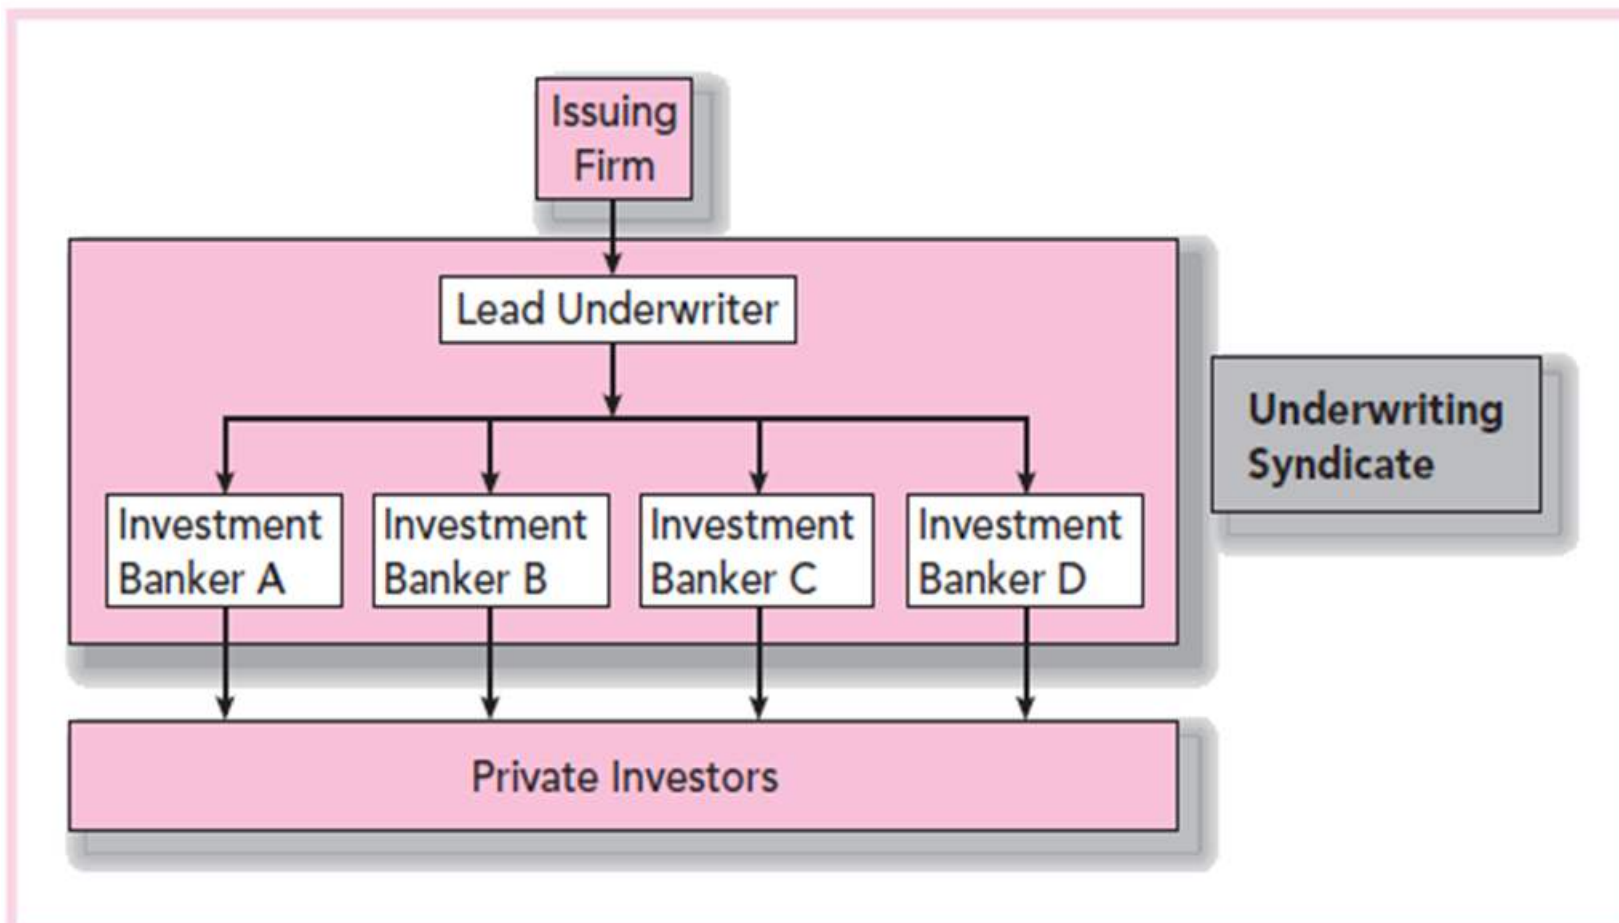 Issuing
Firm
Lead Underwriter
Underwriting
Syndicate
Investment
Banker A
Investment
Banker B
Investment
Banker C
Investment
Banker D
Private Investors